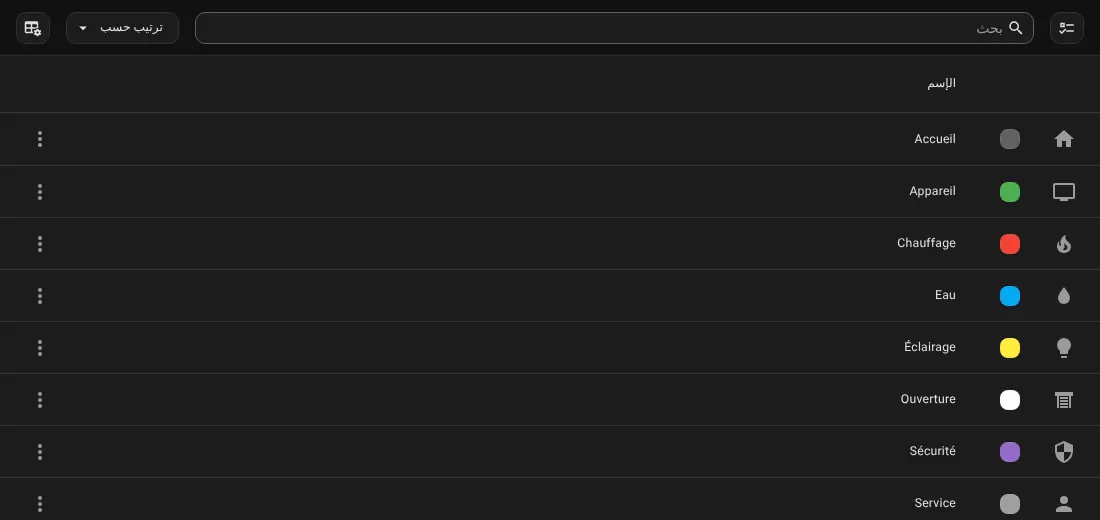 بحث
ترتيب حسب
الإسم
Accueil
Appareil
Chauffage
Eau
Éclairage
Ouverture
Sécurité
Service